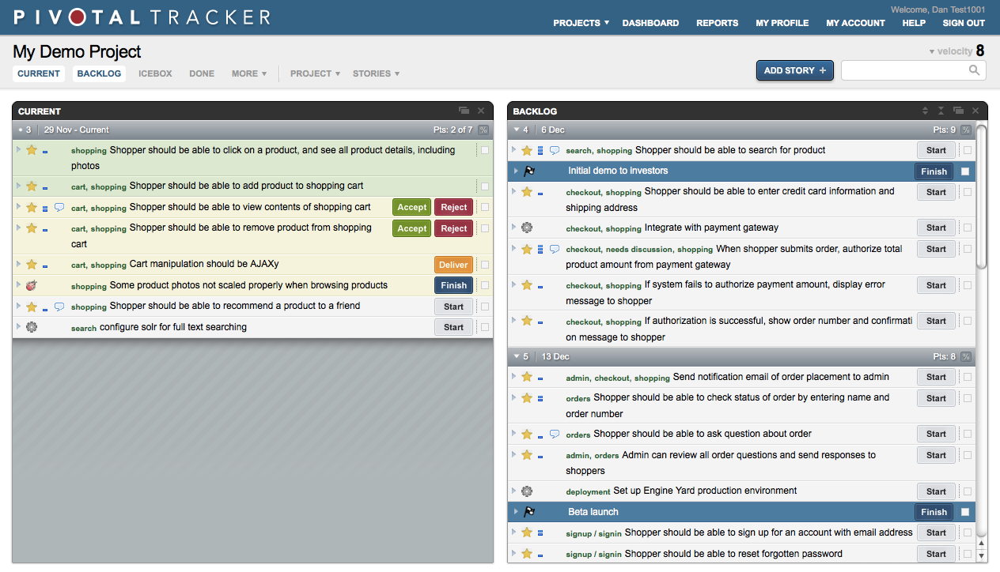 PIVOTAL TRACKER
Welcome, Dan Test1001
PROJECTS DASHBOARD REPORTS MY PROFILE MY ACCOUNT HELP SIGN OUT
My Demo Project
velocity 8
CURRENT BACKLOG ICEBOX DONE MORE PROJECT STORIES
ADD STORY +
CURRENT
3 29 Nov - Current Pts: 2 of 7 %
shopping Shopper should be able to click on a product, and see all product details, including
photos
cart, shopping Shopper should be able to add product to shopping cart
cart, shopping Shopper should be able to view contents of shopping cart Accept Reject
cart, shopping Shopper should be able to remove product from shopping Accept Reject
cart
cart, shopping Cart manipulation should be AJAXy Deliver
shopping Some product photos not scaled properly when browsing products Finish
shopping Shopper should be able to recommend a product to a friend Start
search configure solr for full text searching Start
BACKLOG
4 6 Dec Pts: 9 %
search, shopping Shopper should be able to search for product Start
Initial demo to investors Finish
checkout, shopping Shopper should be able to enter credit card information and Start
shipping address
checkout, shopping Integrate with payment gateway Start
checkout, needs discussion, shopping When shopper submits order, authorize total Start
product amount from payment gateway
checkout, shopping If system fails to authorize payment amount, display error Start
message to shopper
checkout, shopping If authorization is successful, show order number and confirmati Start
on message to shopper
5 13 Dec Pts: 8 %
admin, checkout, shopping Send notification email of order placement to admin Start
orders Shopper should be able to check status of order by entering name and Start
order number
orders Shopper should be able to ask question about order Start
admin, orders Admin can review all order questions and send responses to Start
shoppers
deployment Set up Engine Yard production environment Start
Beta launch Finish
signup / signin Shopper should be able to sign up for an account with email address Start
signup / signin Shopper should be able to reset forgotten password Start